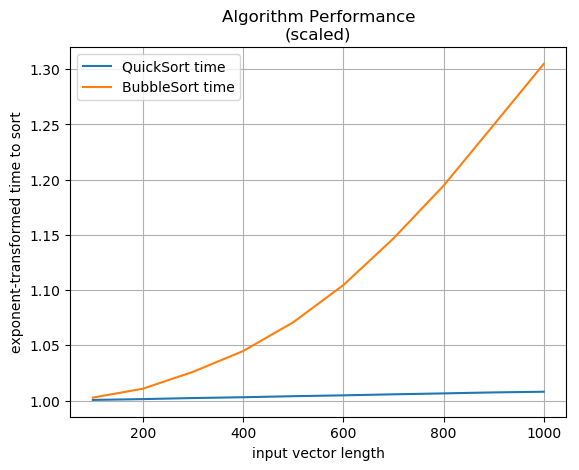 Algorithm Performance
(scaled)
QuickSort time
BubbleSort time
exponent-transformed time to sort
1.30
1.25
1.20
1.15
1.10
1.05
1.00
200 400 600 800 1000
input vector length